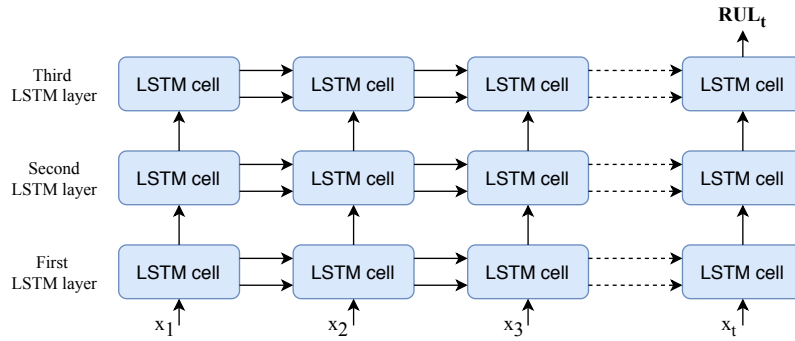 RULₜ
Third
LSTM layer
LSTM cell LSTM cell LSTM cell LSTM cell
Second
LSTM layer
LSTM cell LSTM cell LSTM cell LSTM cell
First
LSTM layer
LSTM cell LSTM cell LSTM cell LSTM cell
x₁ x₂ x₃ xₜ